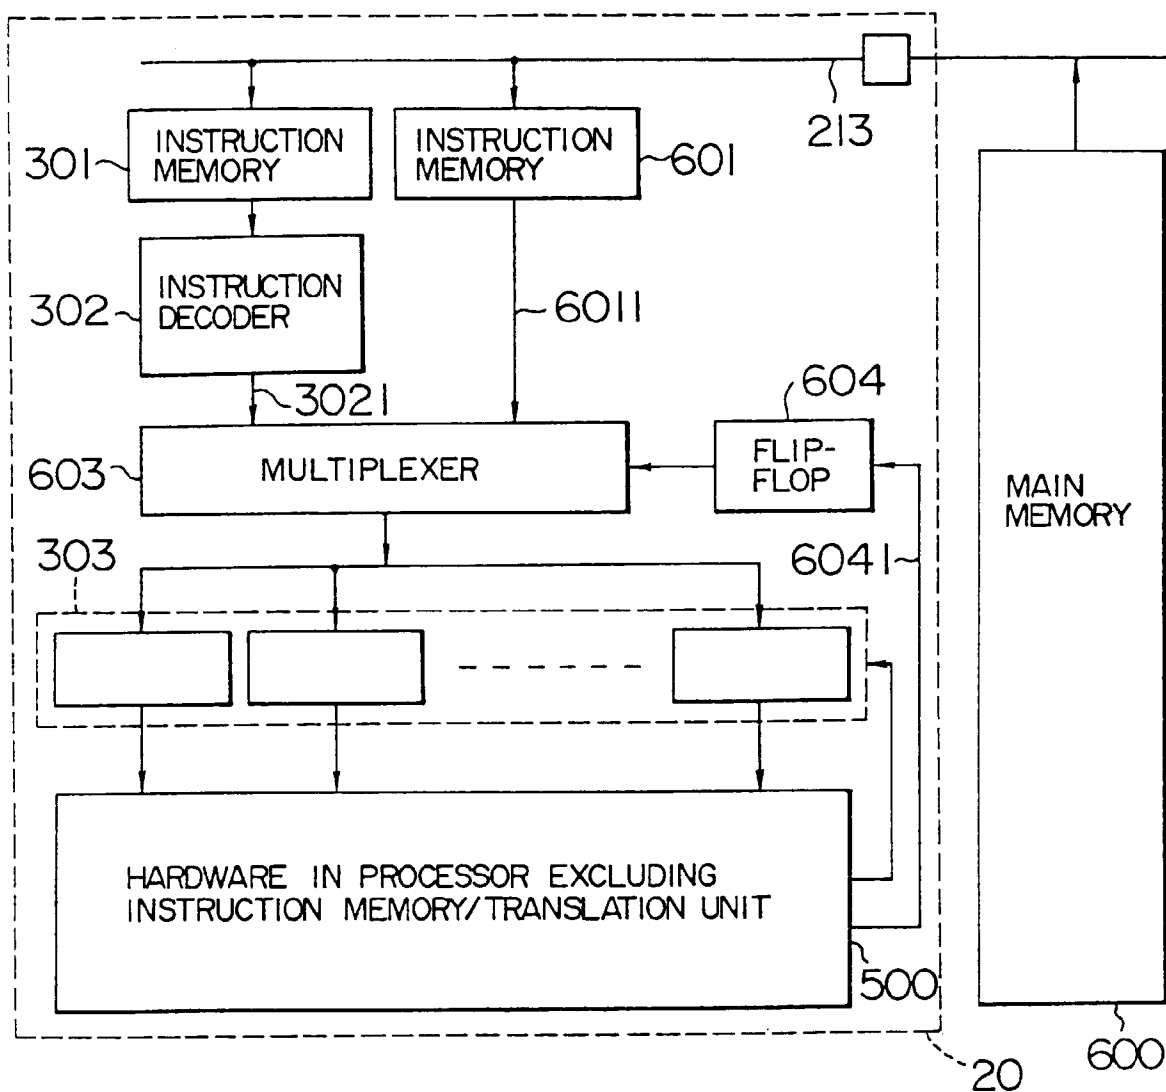 213
301
INSTRUCTION
MEMORY
INSTRUCTION
MEMORY
601
302
INSTRUCTION
DECODER
6011
3021
604
603
MULTIPLEXER
FLIP-
FLOP
MAIN
MEMORY
303
6041
HARDWARE IN PROCESSOR EXCLUDING
INSTRUCTION MEMORY/TRANSLATION UNIT
500
20
600